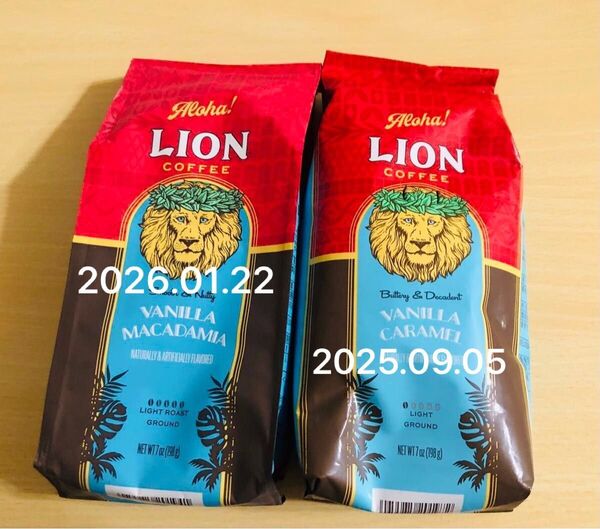 Aloha!
LION
COFFEE
2026.01.22
& Nutty
VANILLA
MACADAMIA
NATURALLY & ARTIFICIALLY FLAVORED
LIGHT ROAST
GROUND
NET WT 7 oz (198 g)
Aloha!
LION
COFFEE
Buttery & Decadent
VANILLA
CARAMEL
2025.09.05
LIGHT
GROUND
NET WT 7 oz (198 g)